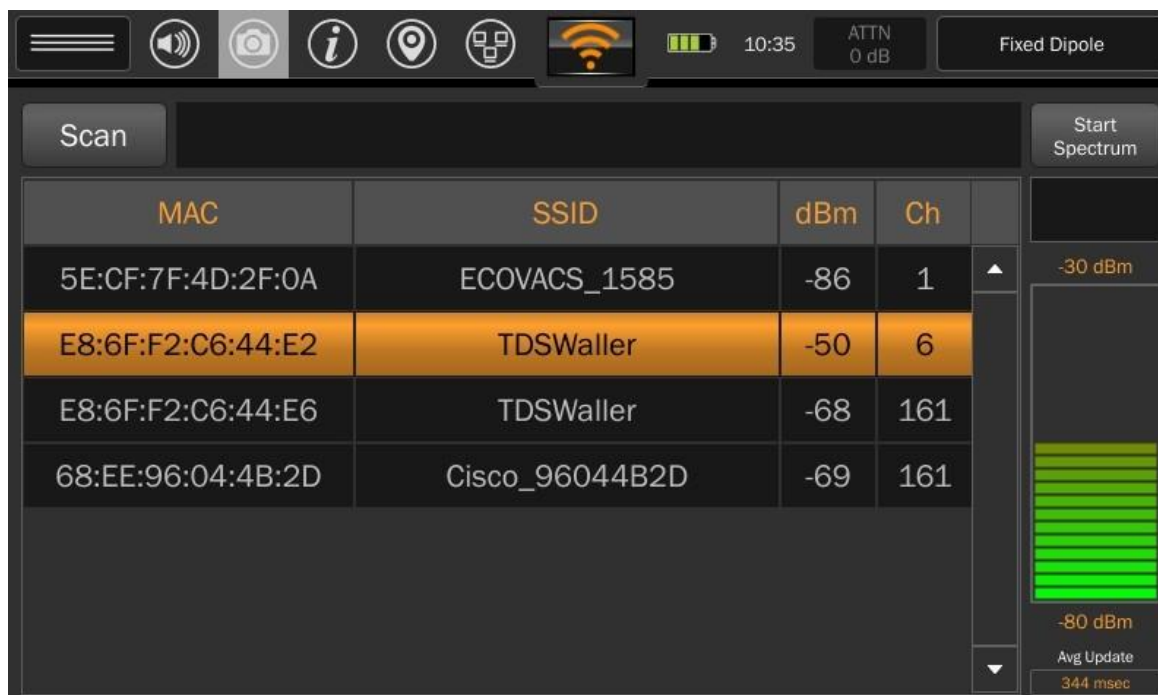 10:35
ATTN
0 dB
Fixed Dipole
Scan
Start
Spectrum
MAC SSID dBm Ch
5E:CF:7F:4D:2F:0A ECOVACS_1585 -86 1
E8:6F:F2:C6:44:E2 TDSWaller -50 6
E8:6F:F2:C6:44:E6 TDSWaller -68 161
68:EE:96:04:4B:2D Cisco_96044B2D -69 161
-30 dBm
-80 dBm
Avg Update
344 msec